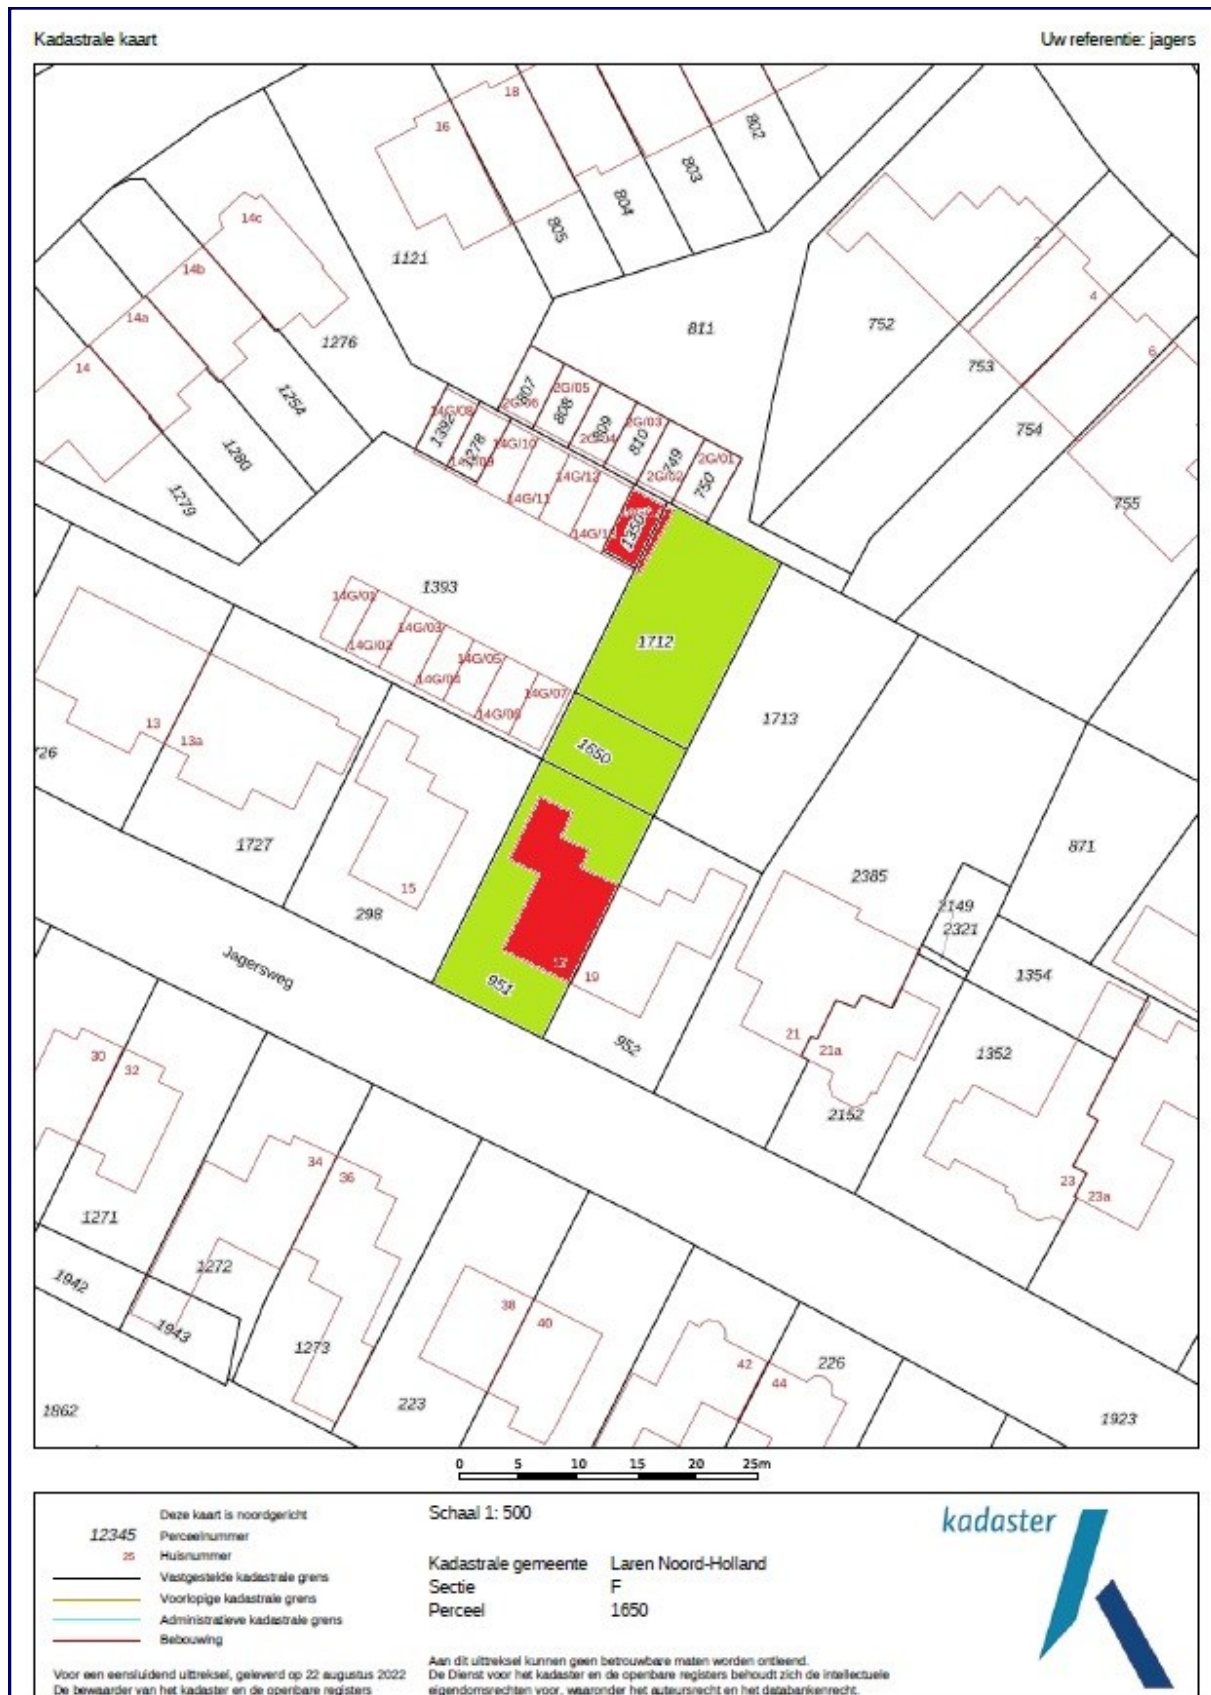 Kadastrale kaart
Uw referentie: jagers
18
16
802
803
804
805
14c
1121
2
14b
4
14a
811
752
1276
6
14
753
807
2G/05
2G/06
808
14G/08
1254
809
2G/03
1392
754
810
14G/10
2G/04
1278
749
2G/01
1280
14G/09
14G/12
2G/02
750
1279
14G/11
755
1350
1393
14G/01
14G/03
1712
14G/02
14G/05
14G/04
14G/07
14G/06
1713
13
13a
1650
726
1727
15
871
298
2385
2149
2321
Jagersweg
19
1354
951
21
21a
952
1352
30
32
2152
34
36
23
23a
1271
1272
1942
1943
38
40
1273
42
44
226
223
1862
1923
0 5 10 15 20 25m
Deze kaart is noordgericht
12345 Perceelnummer
25 Huisnummer
Vastgestelde kadastrale grens
Voorlopige kadastrale grens
Administratieve kadastrale grens
Bebouwing
Voor een eensluidend uittreksel, geleverd op 22 augustus 2022
De bewaarder van het kadaster en de openbare registers
Schaal 1: 500
Kadastrale gemeente Laren Noord-Holland
Sectie F
Perceel 1650
Aan dit uittreksel kunnen geen betrouwbare maten worden ontleend.
De Dienst voor het kadaster en de openbare registers behoudt zich de intellectuele
eigendomsrechten voor, waaronder het auteursrecht en het databankenrecht.
kadaster